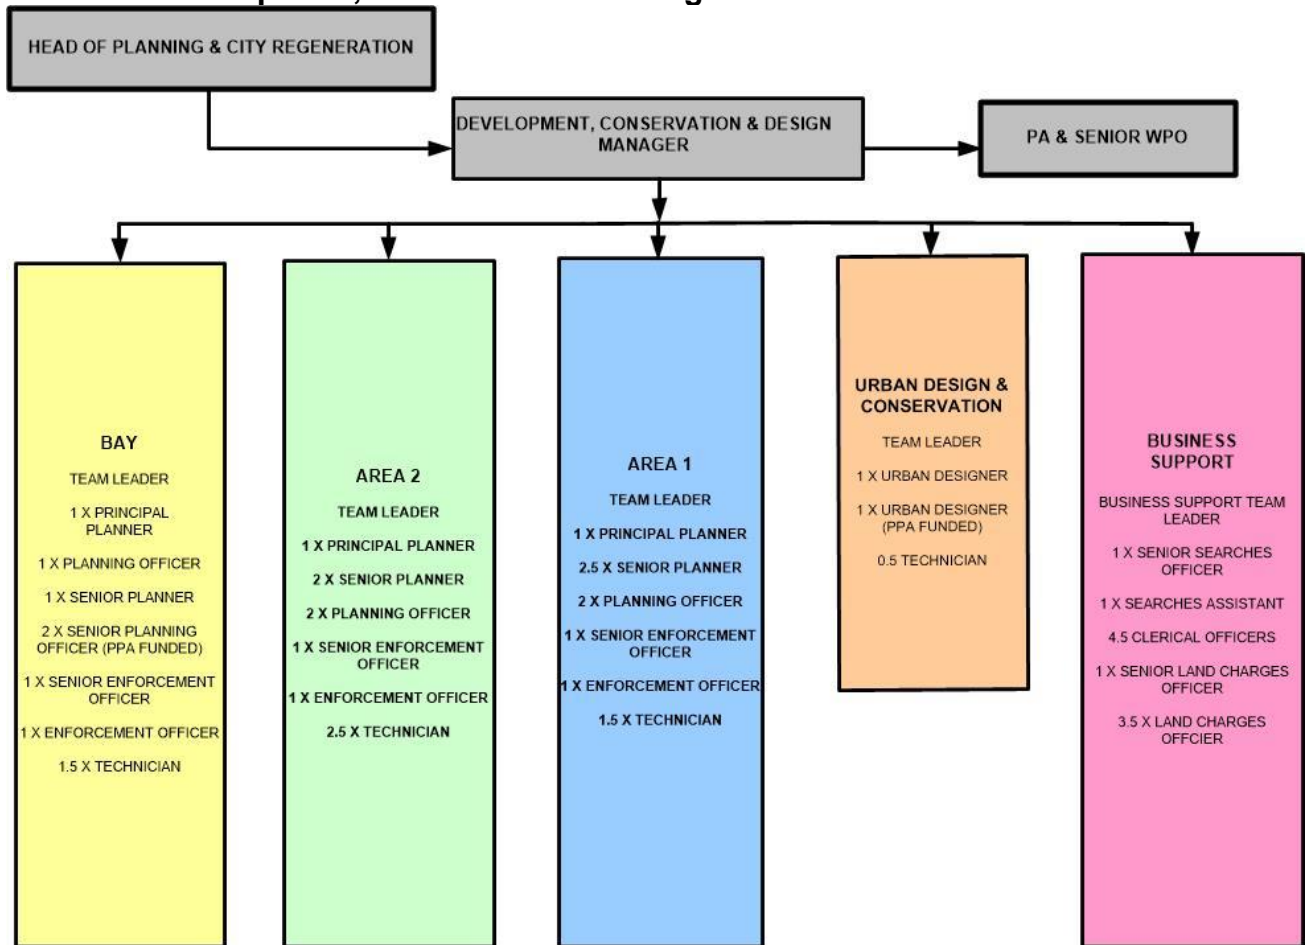 HEAD OF PLANNING & CITY REGENERATION
DEVELOPMENT, CONSERVATION & DESIGN
MANAGER
PA & SENIOR WPO
BAY
TEAM LEADER
1 X PRINCIPAL
PLANNER
1 X PLANNING OFFICER
1 X SENIOR PLANNER
2 X SENIOR PLANNING
OFFICER (PPA FUNDED)
1 X SENIOR ENFORCEMENT
OFFICER
1 X ENFORCEMENT OFFICER
1.5 X TECHNICIAN
AREA 2
TEAM LEADER
1 X PRINCIPAL PLANNER
2 X SENIOR PLANNER
2 X PLANNING OFFICER
1 X SENIOR ENFORCEMENT
OFFICER
1 X ENFORCEMENT OFFICER
2.5 X TECHNICIAN
AREA 1
TEAM LEADER
1 X PRINCIPAL PLANNER
2.5 X SENIOR PLANNER
2 X PLANNING OFFICER
1 X SENIOR ENFORCEMENT
OFFICER
1 X ENFORCEMENT OFFICER
1.5 X TECHNICIAN
URBAN DESIGN &
CONSERVATION
TEAM LEADER
1 X URBAN DESIGNER
1 X URBAN DESIGNER
(PPA FUNDED)
0.5 TECHNICIAN
BUSINESS
SUPPORT
BUSINESS SUPPORT TEAM
LEADER
1 X SENIOR SEARCHES
OFFICER
1 X SEARCHES ASSISTANT
4.5 CLERICAL OFFICERS
1 X SENIOR LAND CHARGES
OFFICER
3.5 X LAND CHARGES
OFFCIER